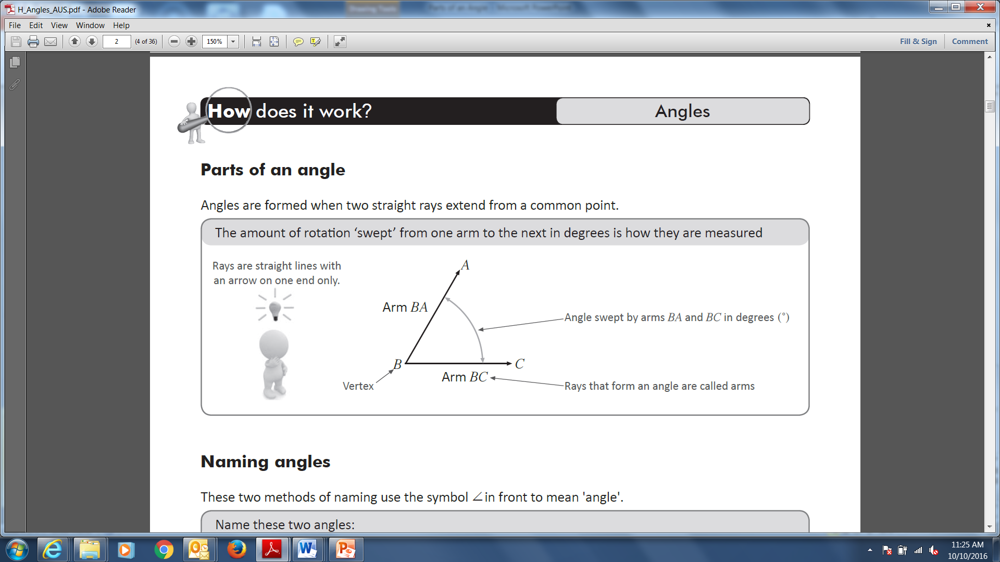 H_Angles_AUS.pdf - Adobe Reader
File Edit View Window Help
2 (4 of 36) 150% Fill & Sign Comment
How does it work? Angles
Parts of an angle
Angles are formed when two straight rays extend from a common point.
The amount of rotation ‘swept’ from one arm to the next in degrees is how they are measured
Rays are straight lines with
an arrow on one end only.
A
Arm BA
Angle swept by arms BA and BC in degrees (°)
B
C
Arm BC
Vertex
Rays that form an angle are called arms
Naming angles
These two methods of naming use the symbol ∠ in front to mean 'angle'.
Name these two angles:
11:25 AM
10/10/2016